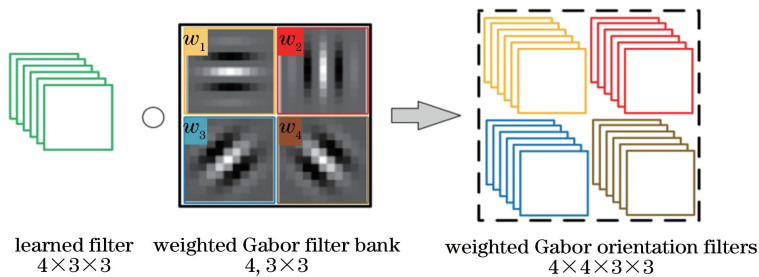 w₁ w₂
w₃ w₄
learned filter
4×3×3
weighted Gabor filter bank
4, 3×3
weighted Gabor orientation filters
4×4×3×3